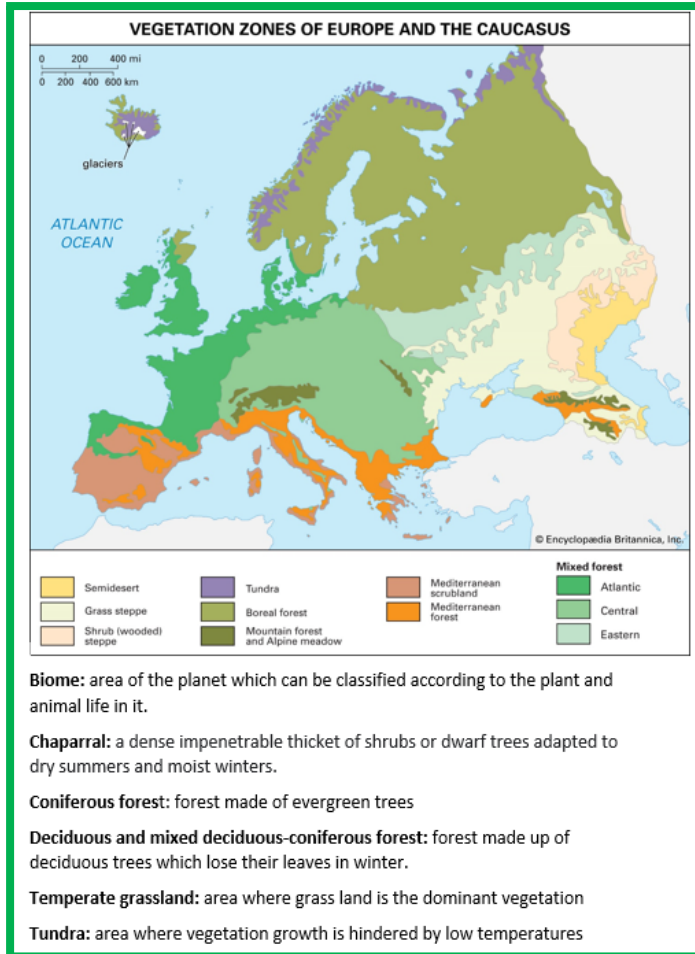 VEGETATION ZONES OF EUROPE AND THE CAUCASUS
0 200 400 mi
0 200 400 600 km
glaciers
ATLANTIC
OCEAN
© Encyclopædia Britannica, Inc.
Semidesert
Grass steppe
Shrub (wooded)
steppe
Tundra
Boreal forest
Mountain forest
and Alpine meadow
Mediterranean
scrubland
Mediterranean
forest
Mixed forest
Atlantic
Central
Eastern
Biome: area of the planet which can be classified according to the plant and
animal life in it.
Chaparral: a dense impenetrable thicket of shrubs or dwarf trees adapted to
dry summers and moist winters.
Coniferous forest: forest made of evergreen trees
Deciduous and mixed deciduous-coniferous forest: forest made up of
deciduous trees which lose their leaves in winter.
Temperate grassland: area where grass land is the dominant vegetation
Tundra: area where vegetation growth is hindered by low temperatures